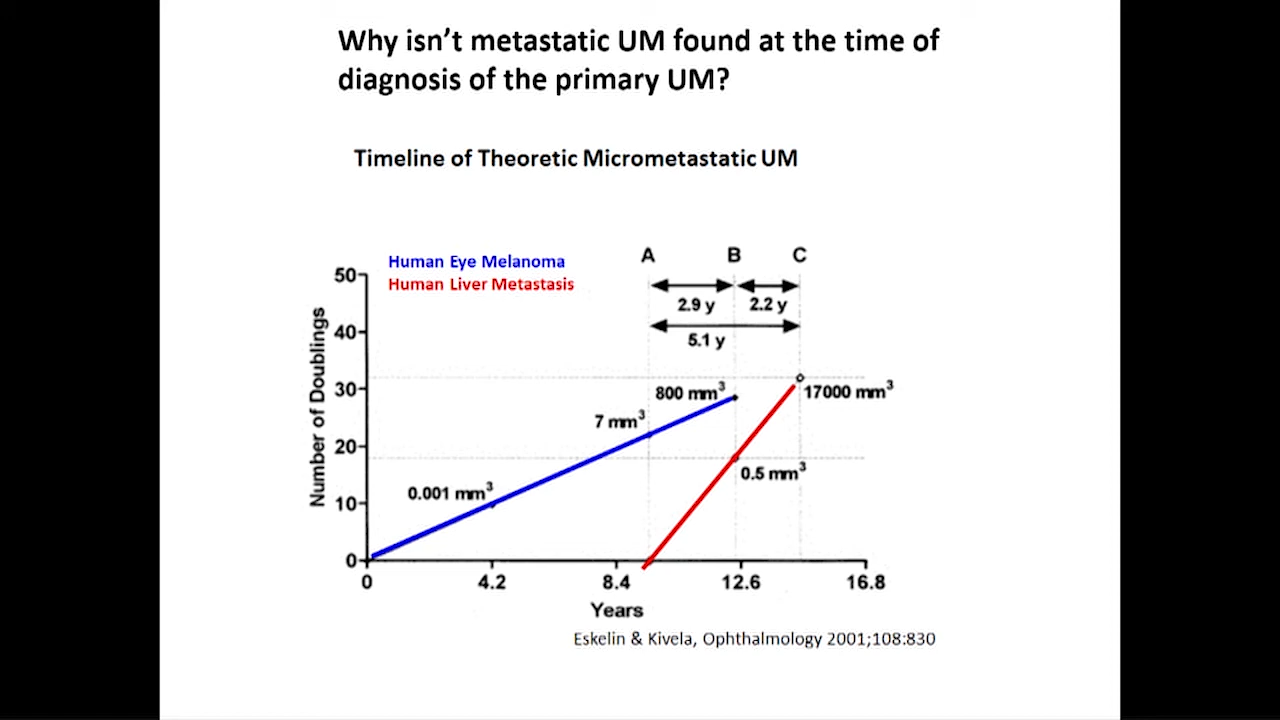 Why isn't metastatic UM found at the time of
diagnosis of the primary UM?
Timeline of Theoretic Micrometastatic UM
Human Eye Melanoma
Human Liver Metastasis
A B C
2.9 y 2.2 y
5.1 y
50
40
30
20
10
0
Number of Doublings
800 mm³
17000 mm³
7 mm³
0.5 mm³
0.001 mm³
0 4.2 8.4 12.6 16.8
Years
Eskelin & Kivela, Ophthalmology 2001;108:830